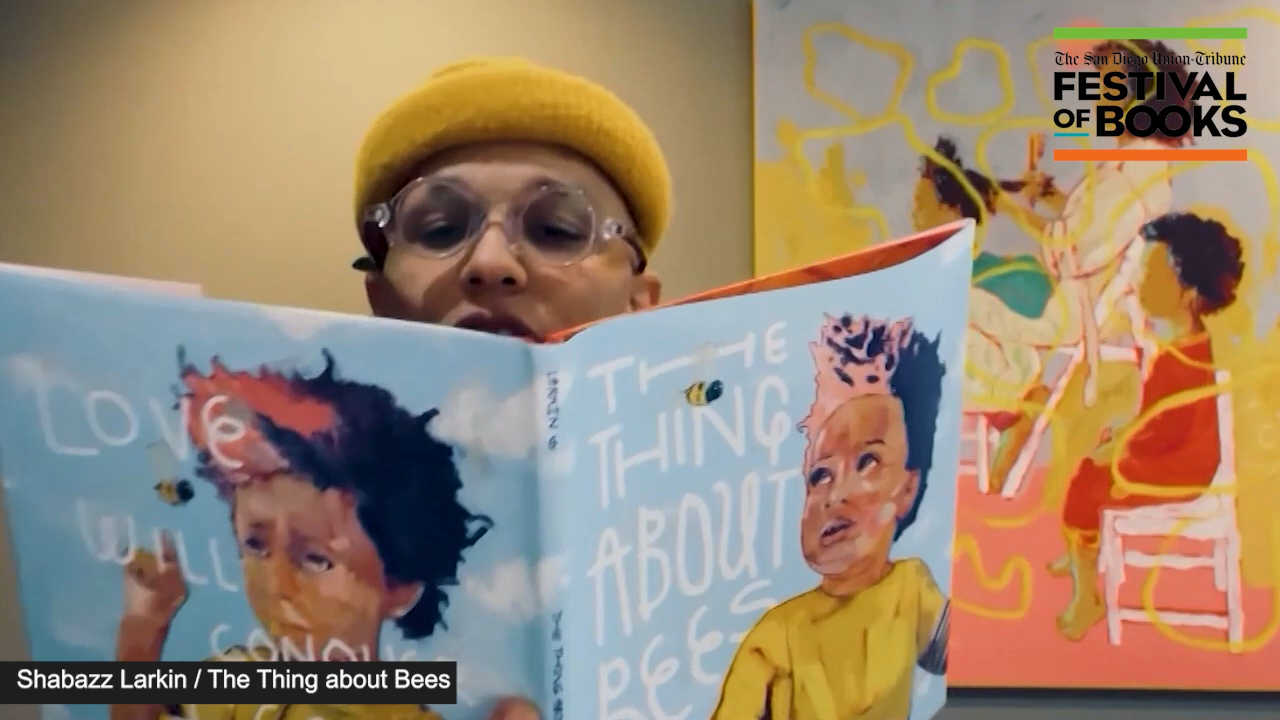 The San Diego Union-Tribune
FESTIVAL
OF BOOKS
LOVE
WILL
THE
THING
ABOUT
BEES
Shabazz Larkin / The Thing about Bees